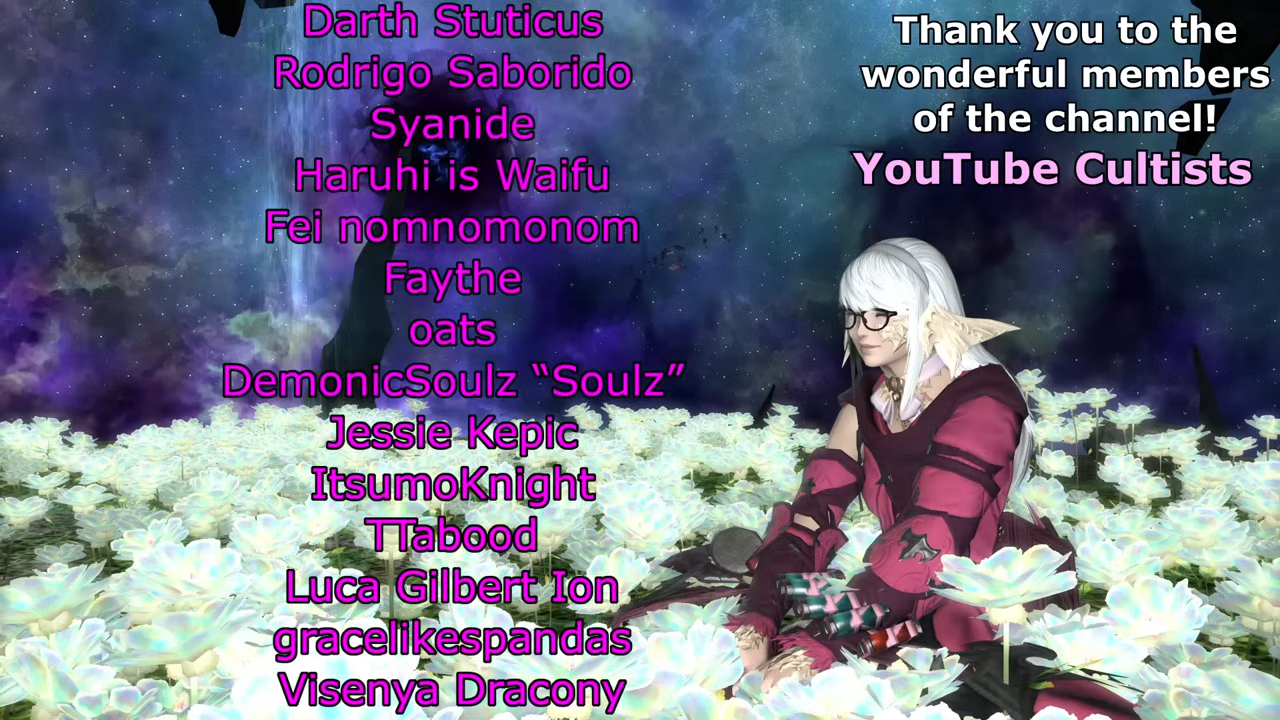 Darth Stuticus
Rodrigo Saborido
Syanide
Haruhi is Waifu
Fei nomnomonom
Faythe
oats
DemonicSoulz “Soulz”
Jessie Kepic
ItsumoKnight
TTabood
Luca Gilbert Ion
gracelikespandas
Visenya Dracony
Thank you to the
wonderful members
of the channel!
YouTube Cultists